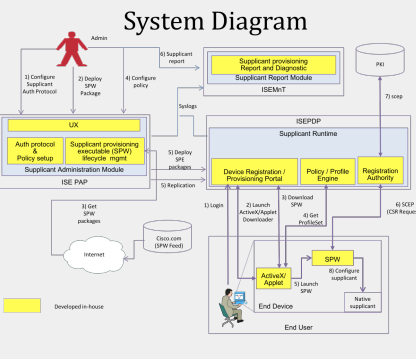 System Diagram
Admin
6) Supplicant
report
1) Configure
Supplicant
Auth Protocol
2) Deploy
SPW
Package
4) Configure
policy
Supplicant provisioning
Report and Diagnostic
Supplicant Report Module
ISEMnT
PKI
7) scep
Syslogs
UX
Auth protocol
&
Policy setup
Supplicant provisioning
executable (SPW)
lifecycle mgmt
Supplicant Administration Module
ISE PAP
5) Deploy
SPE
packages
5) Replication
ISEPDP
Supplicant Runtime
Device Registration /
Provisioning Portal
Policy / Profile
Engine
Registration
Authority
3) Get
SPW
packages
1) Login
2) Launch
ActiveX/Applet
Downloader
3) Download
SPW
4) Get
ProfileSet
6) SCEP
(CSR Reques
Internet
Cisco.com
(SPW Feed)
ActiveX/
Applet
SPW
5) Launch
SPW
8) Configure
supplicant
Native
supplicant
End Device
End User
Developed in-house